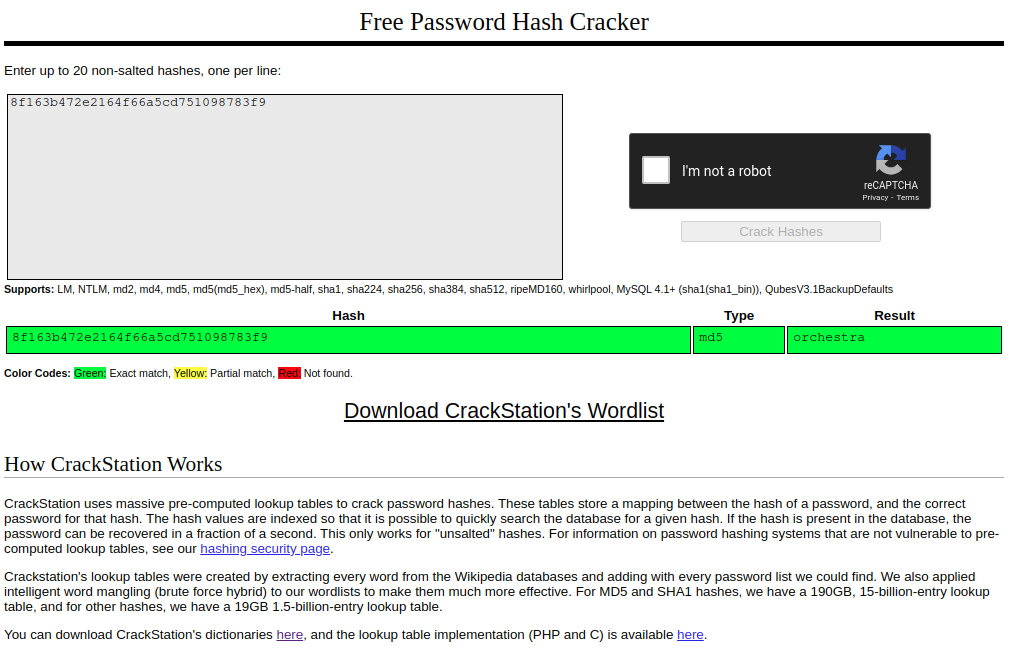 Free Password Hash Cracker
Enter up to 20 non-salted hashes, one per line:
8f163b472e2164f66a5cd751098783f9
I'm not a robot
reCAPTCHA
Privacy - Terms
Crack Hashes
Supports: LM, NTLM, md2, md4, md5, md5(md5_hex), md5-half, sha1, sha224, sha256, sha384, sha512, ripeMD160, whirlpool, MySQL 4.1+ (sha1(sha1_bin)), QubesV3.1BackupDefaults
Hash Type Result
8f163b472e2164f66a5cd751098783f9 md5 orchestra
Color Codes: Green: Exact match, Yellow: Partial match, Red: Not found.
Download CrackStation's Wordlist
How CrackStation Works
CrackStation uses massive pre-computed lookup tables to crack password hashes. These tables store a mapping between the hash of a password, and the correct
password for that hash. The hash values are indexed so that it is possible to quickly search the database for a given hash. If the hash is present in the database, the
password can be recovered in a fraction of a second. This only works for "unsalted" hashes. For information on password hashing systems that are not vulnerable to pre-
computed lookup tables, see our hashing security page.
Crackstation's lookup tables were created by extracting every word from the Wikipedia databases and adding with every password list we could find. We also applied
intelligent word mangling (brute force hybrid) to our wordlists to make them much more effective. For MD5 and SHA1 hashes, we have a 190GB, 15-billion-entry lookup
table, and for other hashes, we have a 19GB 1.5-billion-entry lookup table.
You can download CrackStation's dictionaries here, and the lookup table implementation (PHP and C) is available here.